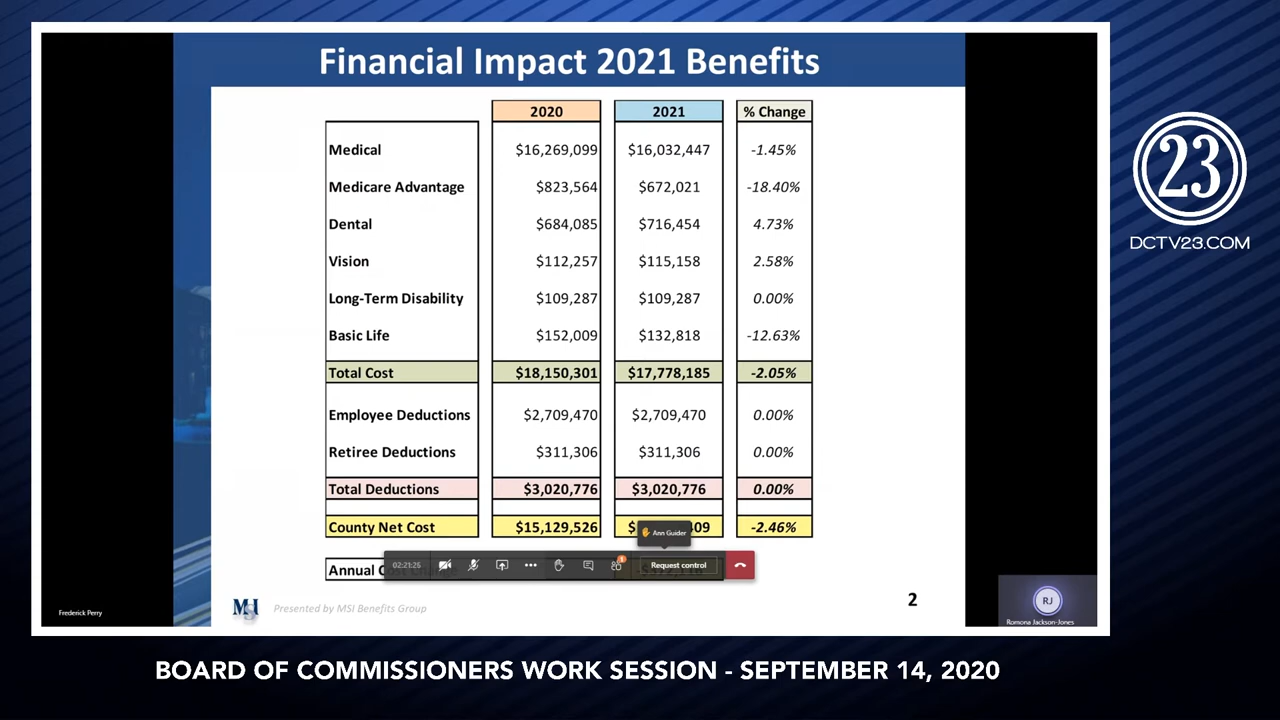 Financial Impact 2021 Benefits
2020 2021 % Change
Medical $16,269,099 $16,032,447 -1.45%
Medicare Advantage $823,564 $672,021 -18.40%
Dental $684,085 $716,454 4.73%
Vision $112,257 $115,158 2.58%
Long-Term Disability $109,287 $109,287 0.00%
Basic Life $152,009 $132,818 -12.63%
Total Cost $18,150,301 $17,778,185 -2.05%
Employee Deductions $2,709,470 $2,709,470 0.00%
Retiree Deductions $311,306 $311,306 0.00%
Total Deductions $3,020,776 $3,020,776 0.00%
County Net Cost $15,129,526 $ 09 -2.46%
Ann Guider
Annual
02:21:25
Request control
Frederick Perry
MSI
Presented by MSI Benefits Group
2
RJ
Romona Jackson-Jones
23
DCTV23.COM
BOARD OF COMMISSIONERS WORK SESSION - SEPTEMBER 14, 2020